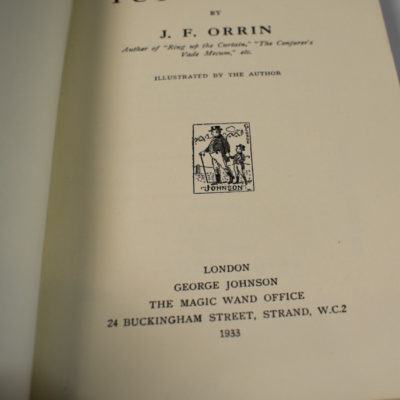 BY
J. F. ORRIN
Author of "Ring up the Curtain," "The Conjurer's
Vade Mecum," etc.
ILLUSTRATED BY THE AUTHOR
JOHNSON
LONDON
GEORGE JOHNSON
THE MAGIC WAND OFFICE
24 BUCKINGHAM STREET, STRAND, W.C.2
1933